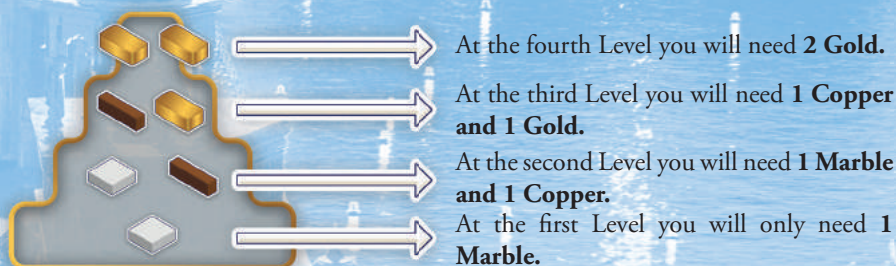 At the fourth Level you will need 2 Gold.
At the third Level you will need 1 Copper
and 1 Gold.
At the second Level you will need 1 Marble
and 1 Copper.
At the first Level you will only need 1
Marble.